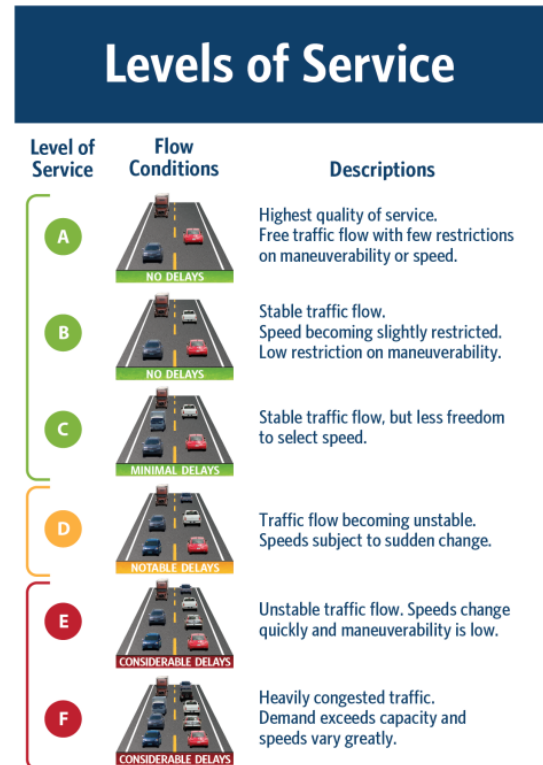 Levels of Service
Level of
Service
Flow
Conditions
Descriptions
A
NO DELAYS
Highest quality of service.
Free traffic flow with few restrictions
on maneuverability or speed.
B
NO DELAYS
Stable traffic flow.
Speed becoming slightly restricted.
Low restriction on maneuverability.
C
MINIMAL DELAYS
Stable traffic flow, but less freedom
to select speed.
D
NOTABLE DELAYS
Traffic flow becoming unstable.
Speeds subject to sudden change.
E
CONSIDERABLE DELAYS
Unstable traffic flow. Speeds change
quickly and maneuverability is low.
F
CONSIDERABLE DELAYS
Heavily congested traffic.
Demand exceeds capacity and
speeds vary greatly.